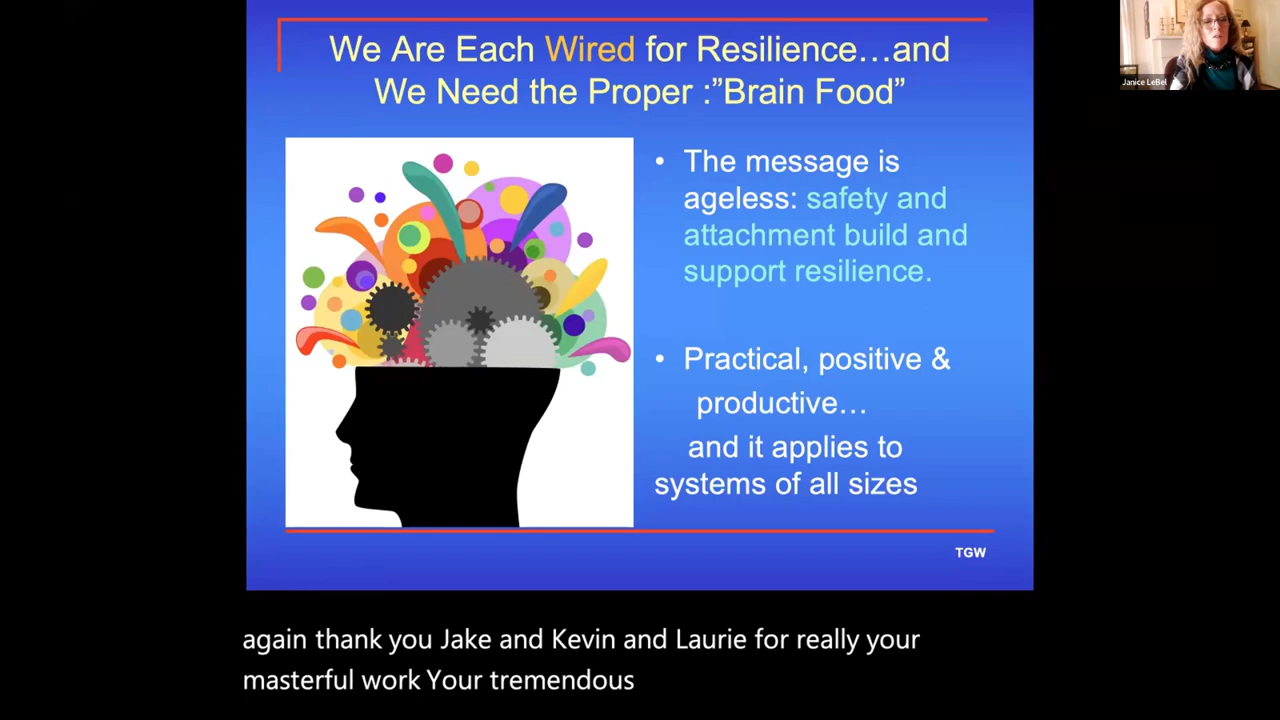 We Are Each Wired for Resilience…and
We Need the Proper :”Brain Food”
• The message is
ageless: safety and
attachment build and
support resilience.
• Practical, positive &
productive…
and it applies to
systems of all sizes
TGW
Janice LeBel
again thank you Jake and Kevin and Laurie for really your
masterful work Your tremendous